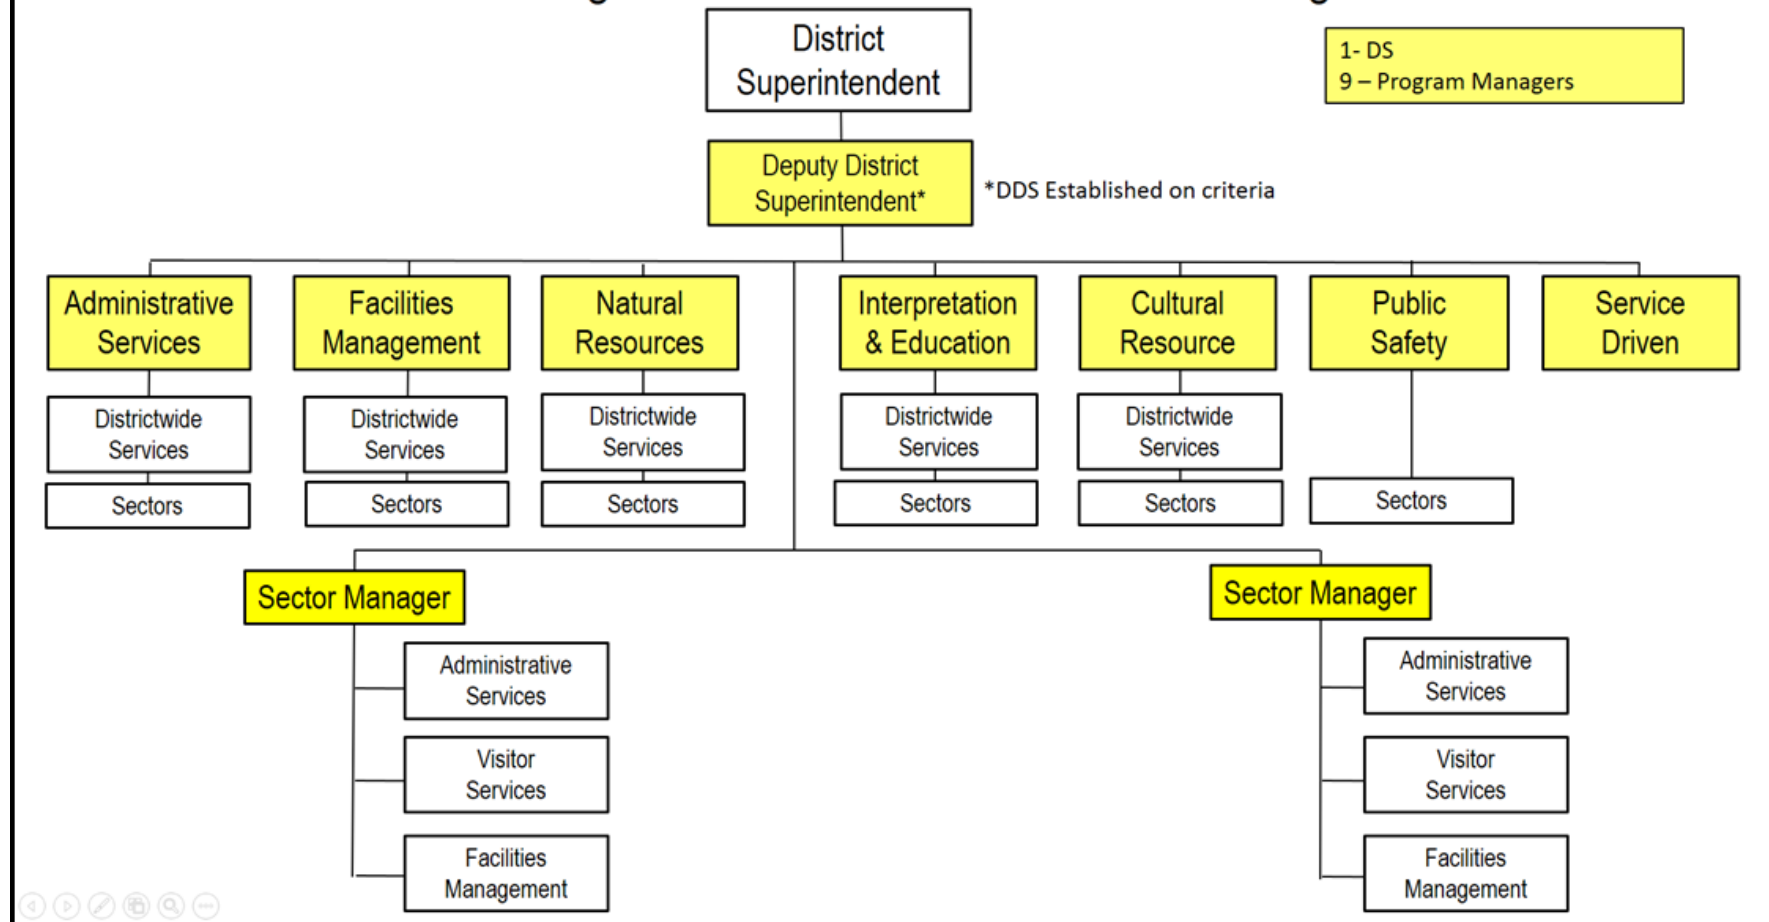 District
Superintendent
1- DS
9 – Program Managers
Deputy District
Superintendent*
*DDS Established on criteria
Administrative
Services
Facilities
Management
Natural
Resources
Interpretation
& Education
Cultural
Resource
Public
Safety
Service
Driven
Districtwide
Services
Districtwide
Services
Districtwide
Services
Districtwide
Services
Districtwide
Services
Sectors
Sectors
Sectors
Sectors
Sectors
Sectors
Sector Manager
Sector Manager
Administrative
Services
Visitor
Services
Facilities
Management
Administrative
Services
Visitor
Services
Facilities
Management